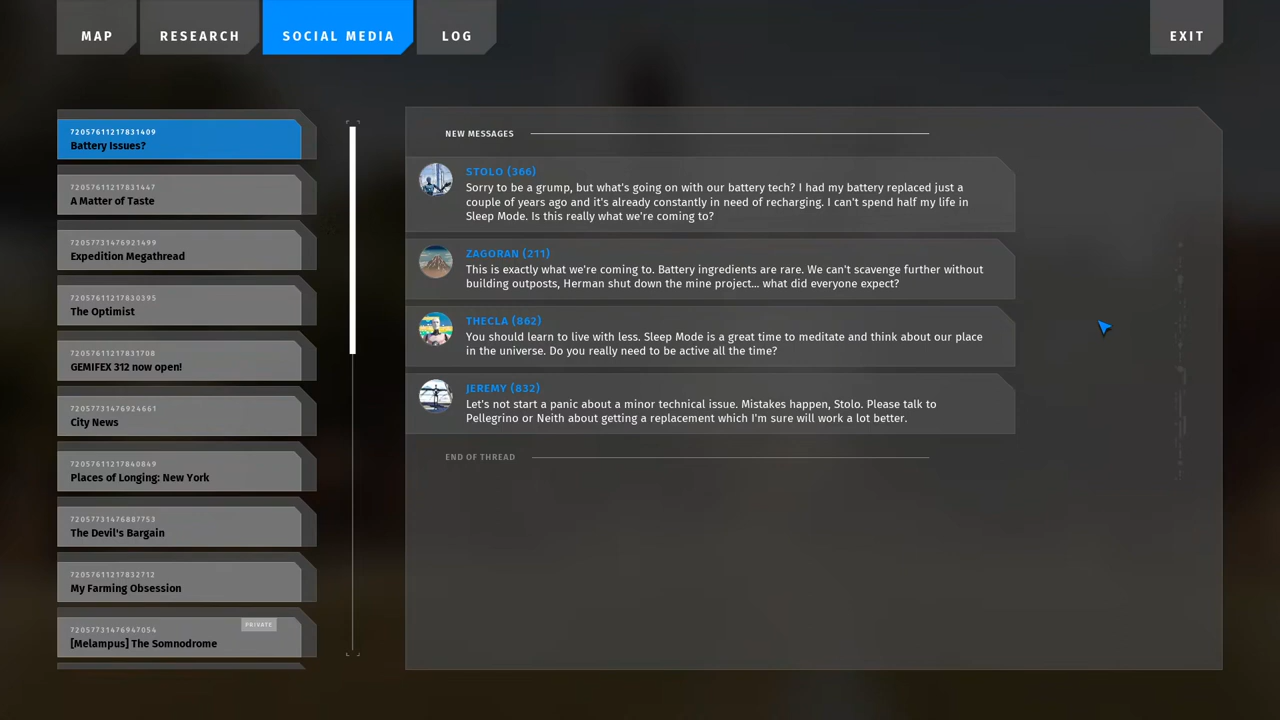 MAP
RESEARCH
SOCIAL MEDIA
LOG
EXIT
72057611217831409
Battery Issues?
72057611217831447
A Matter of Taste
72057731476921499
Expedition Megathread
72057611217830395
The Optimist
72057611217831708
GEMIFEX 312 now open!
72057731476924661
City News
72057611217840849
Places of Longing: New York
72057731476887753
The Devil's Bargain
72057611217832712
My Farming Obsession
PRIVATE
72057731476947054
[Melampus] The Somnodrome
NEW MESSAGES
STOLO (366)
Sorry to be a grump, but what's going on with our battery tech? I had my battery replaced just a
couple of years ago and it's already constantly in need of recharging. I can't spend half my life in
Sleep Mode. Is this really what we're coming to?
ZAGORAN (211)
This is exactly what we're coming to. Battery ingredients are rare. We can't scavenge further without
building outposts, Herman shut down the mine project... what did everyone expect?
THECLA (862)
You should learn to live with less. Sleep Mode is a great time to meditate and think about our place
in the universe. Do you really need to be active all the time?
JEREMY (832)
Let's not start a panic about a minor technical issue. Mistakes happen, Stolo. Please talk to
Pellegrino or Neith about getting a replacement which I'm sure will work a lot better.
END OF THREAD